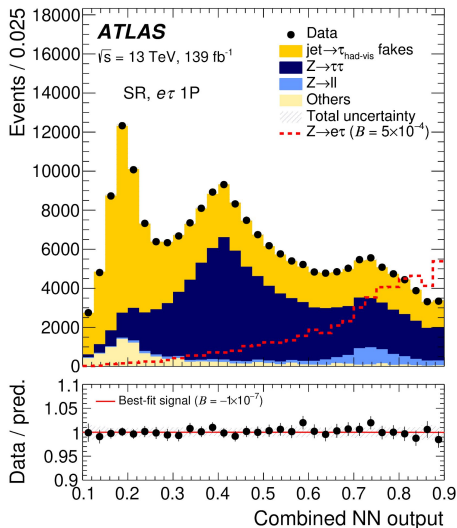 ATLAS
√s = 13 TeV, 139 fb⁻¹
SR, eτ 1P
Data
jet→τhad-vis fakes
Z→ττ
Z→ll
Others
Total uncertainty
Z→eτ (B = 5×10⁻⁴)
Events / 0.025
18000
16000
14000
12000
10000
8000
6000
4000
2000
0
Data / pred.
1.1
1.05
1
0.95
0.9
Best-fit signal (B = −1×10⁻⁷)
0.1 0.2 0.3 0.4 0.5 0.6 0.7 0.8 0.9
Combined NN output